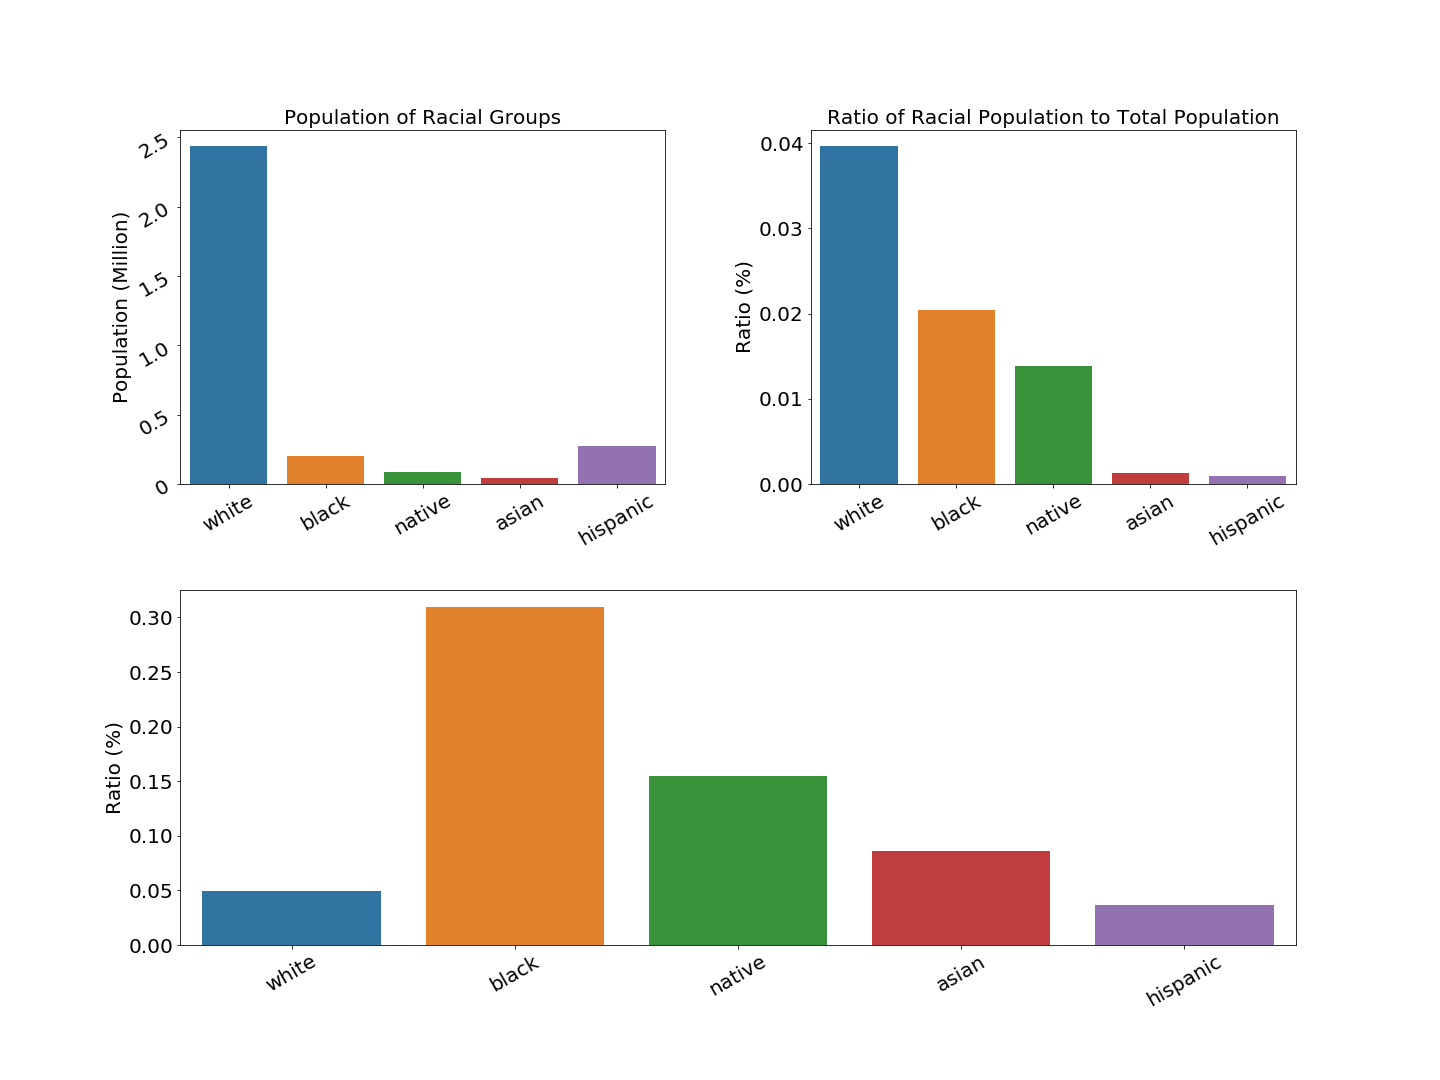 Population of Racial Groups
Population (Million)
2.5
2.0
1.5
1.0
0.5
0
white black native asian hispanic
Ratio of Racial Population to Total Population
Ratio (%)
0.04
0.03
0.02
0.01
0.00
white black native asian hispanic
Ratio (%)
0.30
0.25
0.20
0.15
0.10
0.05
0.00
white black native asian hispanic